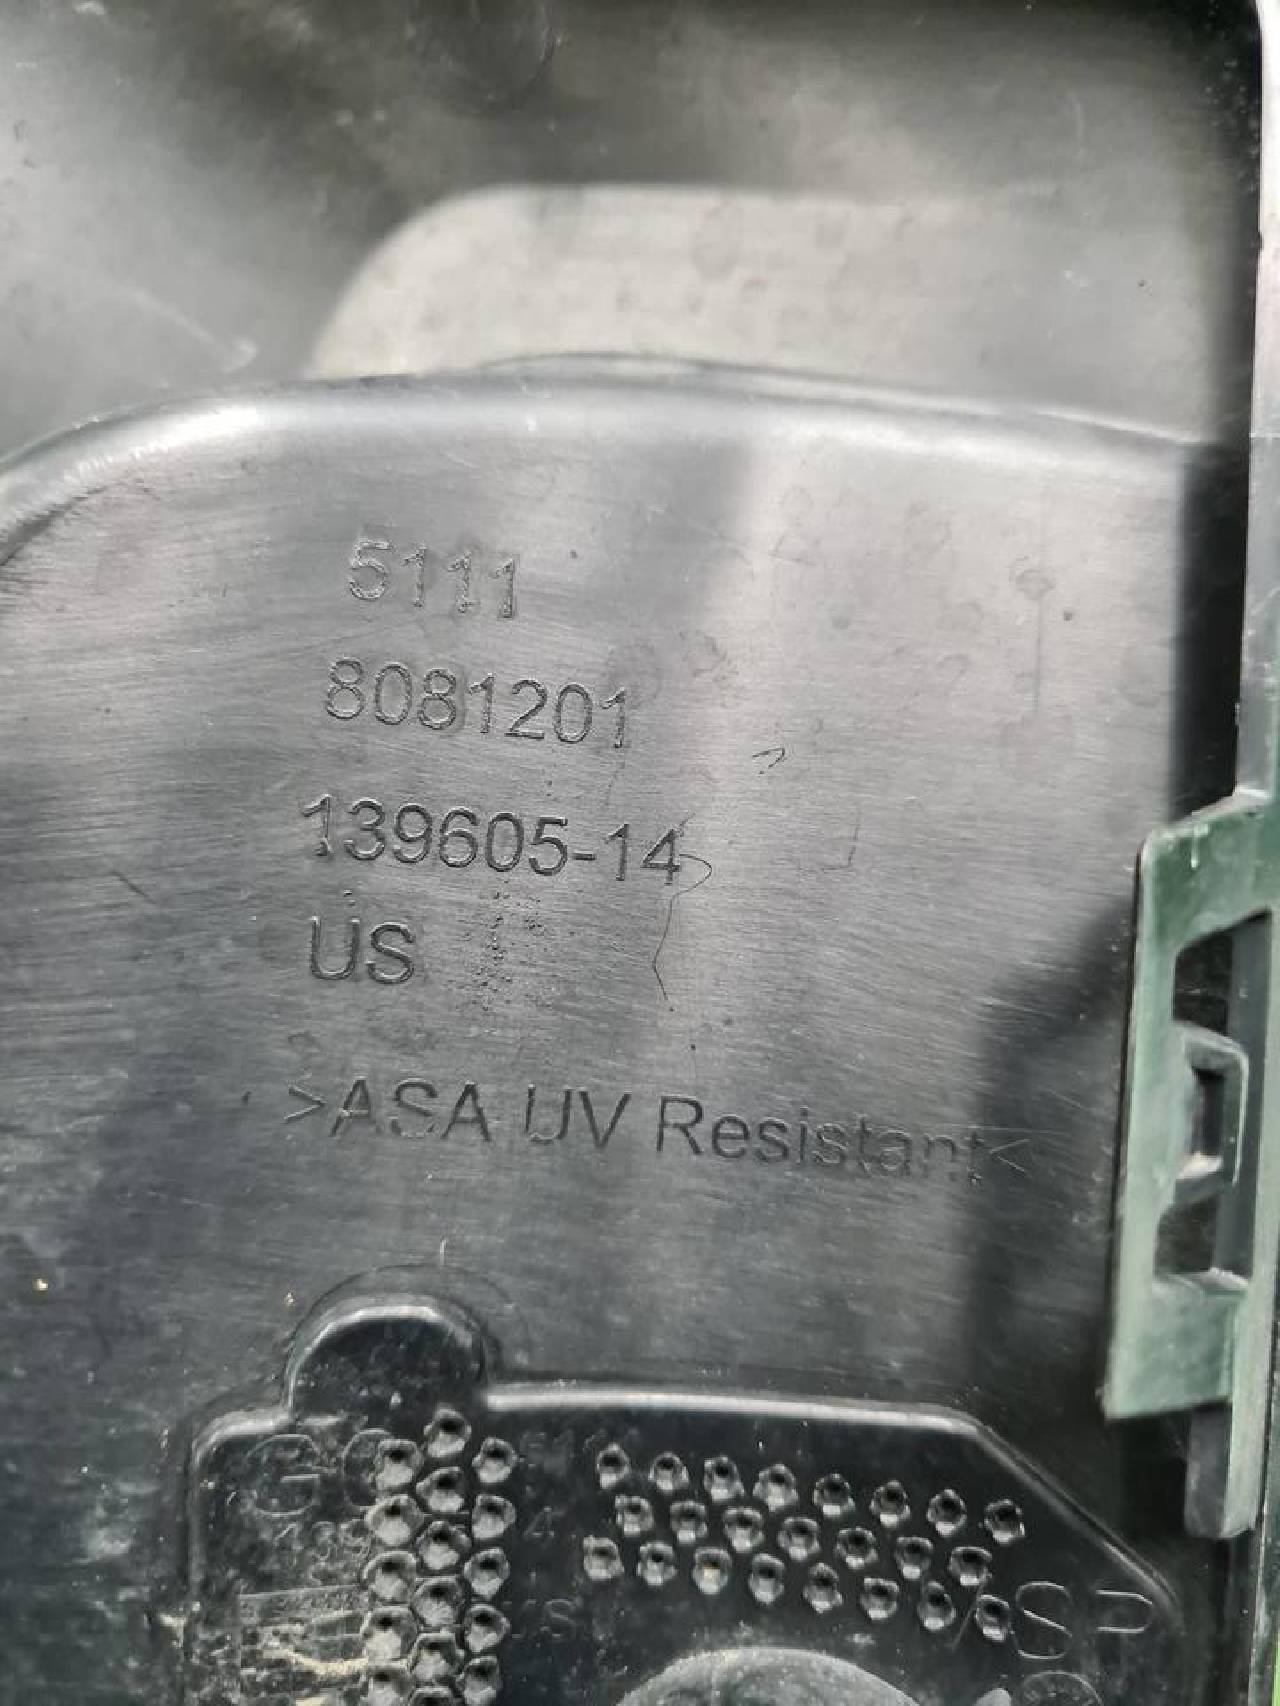 5111
8081201
139605-14
US
>ASA UV Resistant<